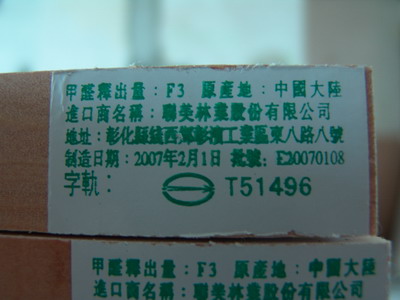 甲醛釋出量：F3 原產地：中國大陸
進口商名稱：聯美林業股份有限公司
地址：彰化縣線西鄉彰濱工業區東八路八號
制造日期：2007年2月1日 批號：E20070108
字軌： T51496
甲醛釋出量：F3 原產地：中國大陸
進口商名稱：聯美林業股份有限公司